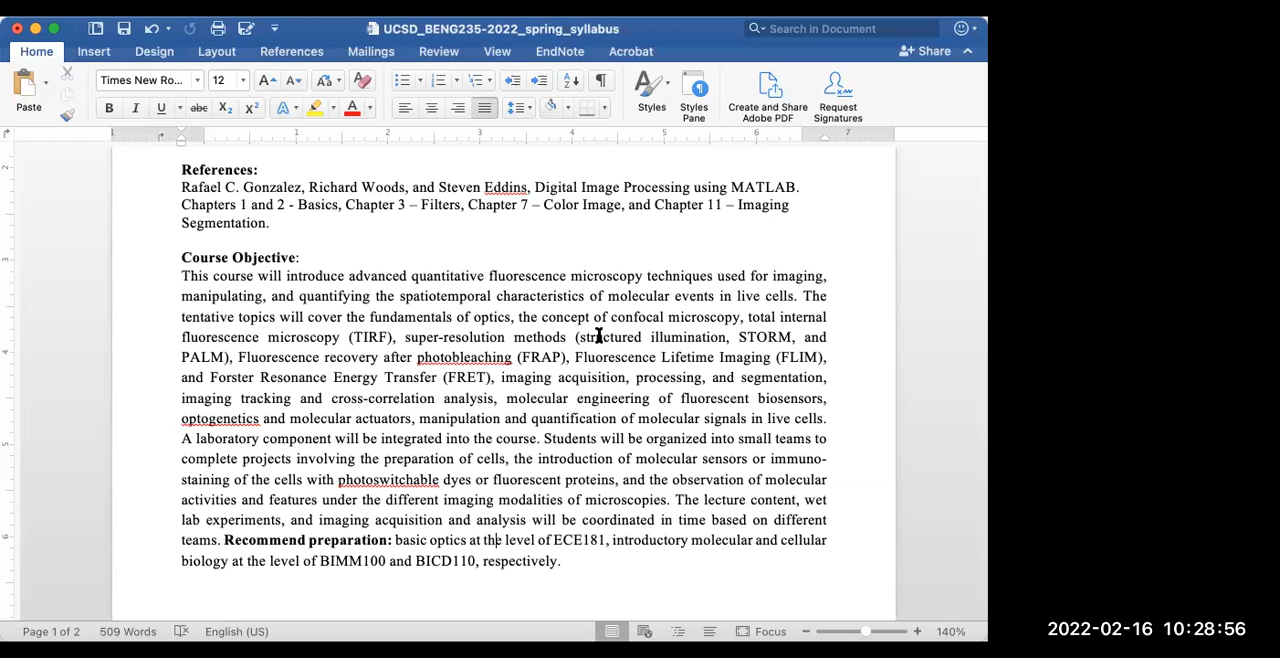 UCSD_BENG235-2022_spring_syllabus
Search in Document
Home Insert Design Layout References Mailings Review View EndNote Acrobat
Share
Times New Ro... 12
Paste
Styles
Styles Pane
Create and Share Adobe PDF
Request Signatures
1 1 2 3 4 5 6 7
References:
Rafael C. Gonzalez, Richard Woods, and Steven Eddins, Digital Image Processing using MATLAB.
Chapters 1 and 2 - Basics, Chapter 3 – Filters, Chapter 7 – Color Image, and Chapter 11 – Imaging
Segmentation.
Course Objective:
This course will introduce advanced quantitative fluorescence microscopy techniques used for imaging,
manipulating, and quantifying the spatiotemporal characteristics of molecular events in live cells. The
tentative topics will cover the fundamentals of optics, the concept of confocal microscopy, total internal
fluorescence microscopy (TIRF), super-resolution methods (structured illumination, STORM, and
PALM), Fluorescence recovery after photobleaching (FRAP), Fluorescence Lifetime Imaging (FLIM),
and Forster Resonance Energy Transfer (FRET), imaging acquisition, processing, and segmentation,
imaging tracking and cross-correlation analysis, molecular engineering of fluorescent biosensors,
optogenetics and molecular actuators, manipulation and quantification of molecular signals in live cells.
A laboratory component will be integrated into the course. Students will be organized into small teams to
complete projects involving the preparation of cells, the introduction of molecular sensors or immuno-
staining of the cells with photoswitchable dyes or fluorescent proteins, and the observation of molecular
activities and features under the different imaging modalities of microscopies. The lecture content, wet
lab experiments, and imaging acquisition and analysis will be coordinated in time based on different
teams. Recommend preparation: basic optics at the level of ECE181, introductory molecular and cellular
biology at the level of BIMM100 and BICD110, respectively.
Page 1 of 2 509 Words English (US) Focus 140%
2022-02-16 10:28:56